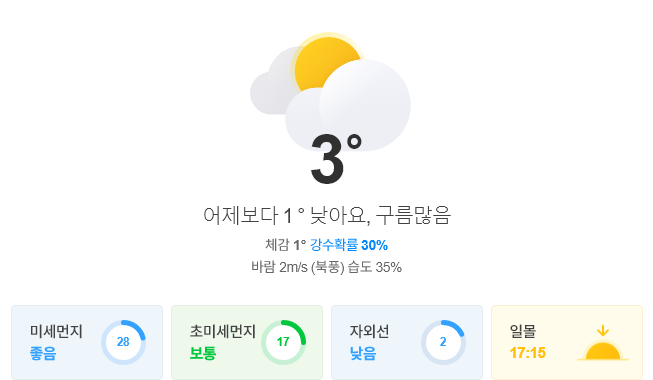 3°
어제보다 1° 낮아요, 구름많음
체감 1° 강수확률 30%
바람 2m/s (북풍) 습도 35%
미세먼지
좋음
28
초미세먼지
보통
17
자외선
낮음
2
일몰
17:15